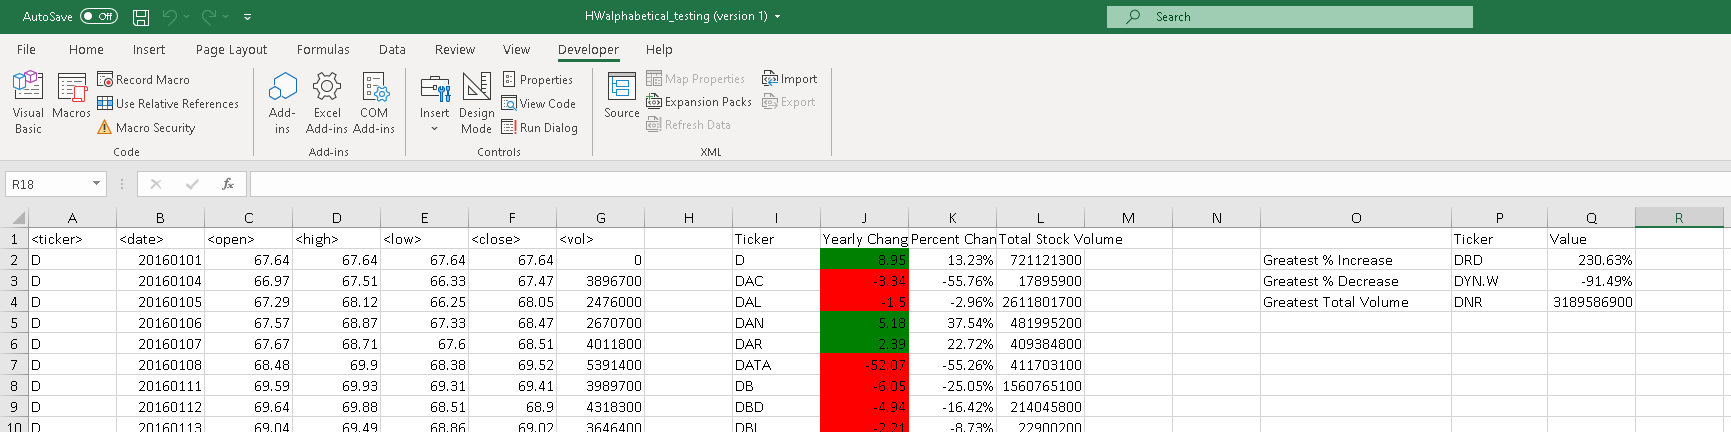 AutoSave Off HWalphabetical_testing (version 1) Search
File Home Insert Page Layout Formulas Data Review View Developer Help
Visual Basic
Macros
Record Macro
Use Relative References
Macro Security
Code
Add-ins
Excel Add-ins
COM Add-ins
Add-ins
Insert
Design Mode
Properties
View Code
Run Dialog
Controls
Source
Map Properties
Expansion Packs
Refresh Data
Import
Export
XML
R18 fx
A B C D E F G H I J K L M N O P Q R
1 <ticker> <date> <open> <high> <low> <close> <vol> Ticker Yearly Chang Percent Chan Total Stock Volume Ticker Value
2 D 20160101 67.64 67.64 67.64 67.64 0 D 8.95 13.23% 721121300 Greatest % Increase DRD 230.63%
3 D 20160104 66.97 67.51 66.33 67.47 3896700 DAC -3.34 -55.76% 17895900 Greatest % Decrease DYN.W -91.49%
4 D 20160105 67.29 68.12 66.25 68.05 2476000 DAL -1.5 -2.96% 2611801700 Greatest Total Volume DNR 3189586900
5 D 20160106 67.57 68.87 67.33 68.47 2670700 DAN 5.18 37.54% 481995200
6 D 20160107 67.67 68.71 67.6 68.51 4011800 DAR 2.39 22.72% 409384800
7 D 20160108 68.48 69.9 68.38 69.52 5391400 DATA -52.07 -55.26% 411703100
8 D 20160111 69.59 69.93 69.31 69.41 3989700 DB -6.05 -25.05% 1560765100
9 D 20160112 69.64 69.88 68.51 68.9 4318300 DBD -4.94 -16.42% 214045800
10 D 20160113 69.04 69.49 68.86 69.02 3646400 DBL -2.21 -8.73% 22900200